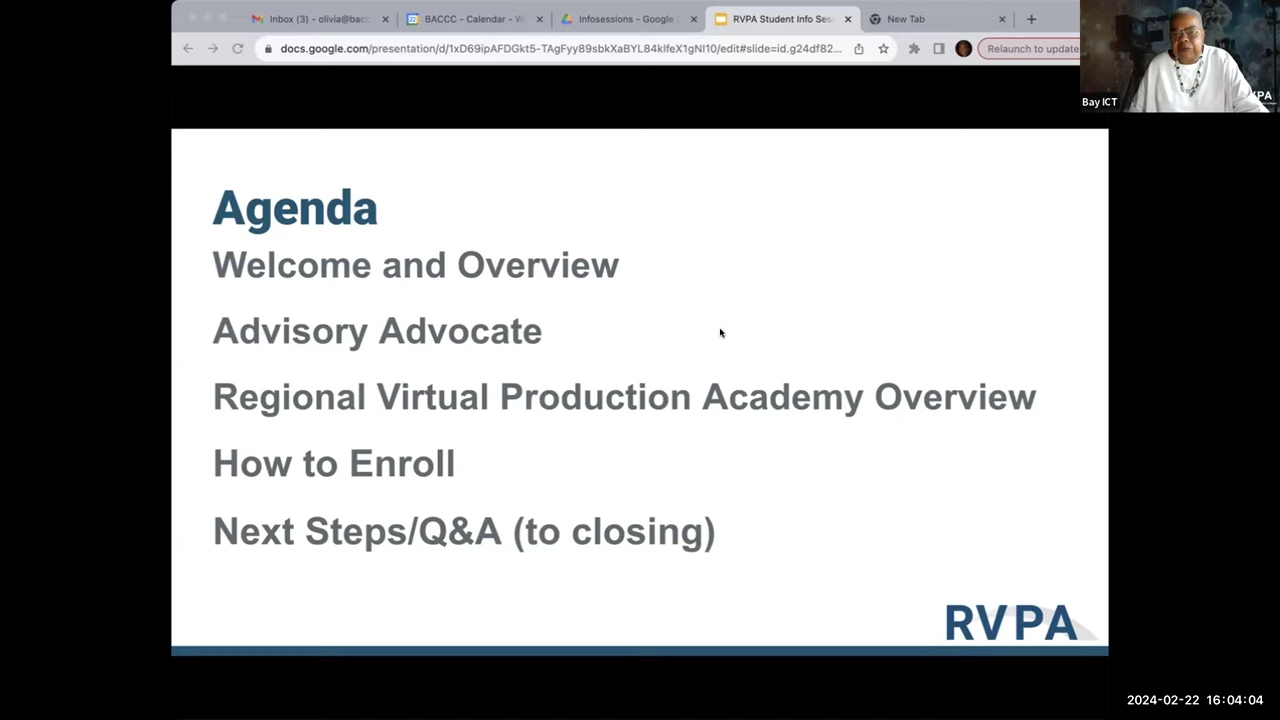 Inbox (3) - olivia@bacc
BACCC - Calendar - W
Infosessions - Google
RVPA Student Info Ses
New Tab
docs.google.com/presentation/d/1xD69ipAFDGkt5-TAgFyy89sbkXaBYL84klfeX1gNI10/edit#slide=id.g24df82...
Relaunch to update
Bay ICT
PA
Agenda
Welcome and Overview
Advisory Advocate
Regional Virtual Production Academy Overview
How to Enroll
Next Steps/Q&A (to closing)
RVPA
2024-02-22 16:04:04